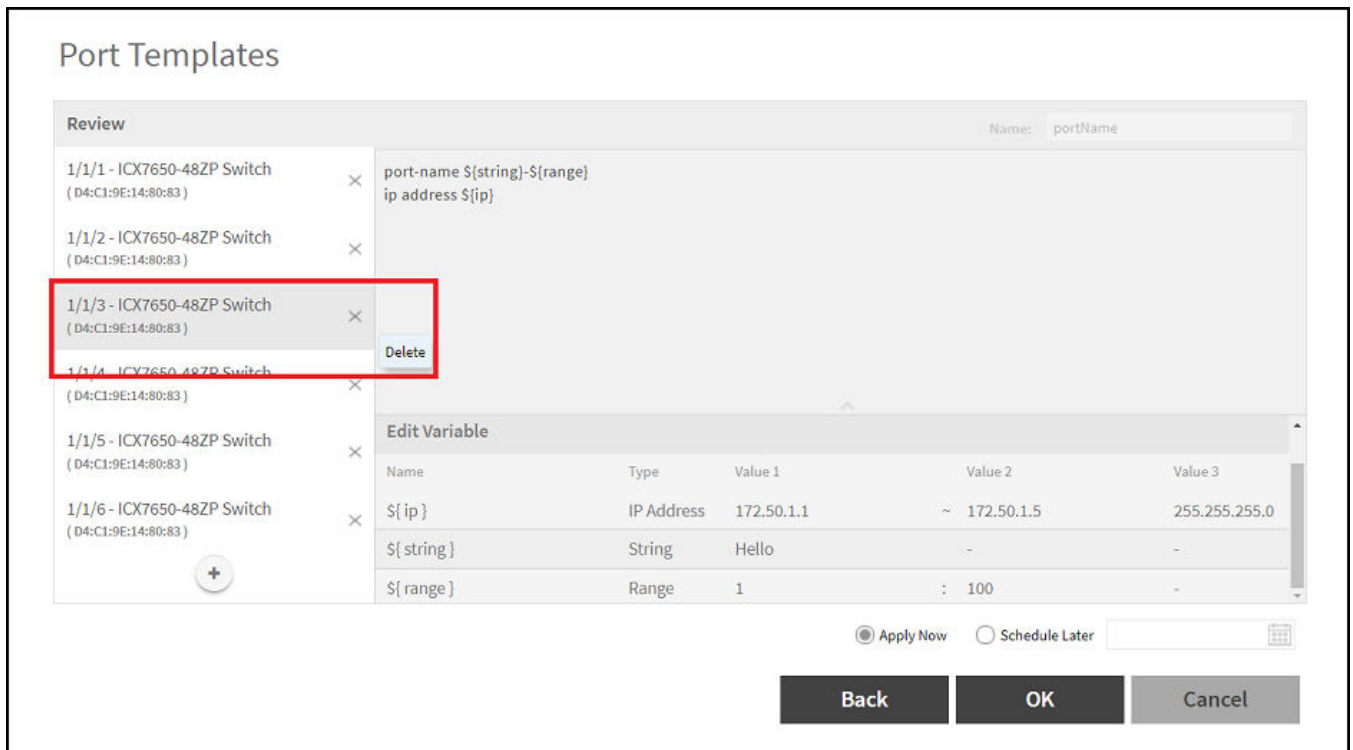 Port Templates
Review
Name: portName
1/1/1 - ICX7650-48ZP Switch
( D4:C1:9E:14:80:83 )
1/1/2 - ICX7650-48ZP Switch
( D4:C1:9E:14:80:83 )
1/1/3 - ICX7650-48ZP Switch
( D4:C1:9E:14:80:83 )
1/1/4 - ICX7650-48ZP Switch
( D4:C1:9E:14:80:83 )
1/1/5 - ICX7650-48ZP Switch
( D4:C1:9E:14:80:83 )
1/1/6 - ICX7650-48ZP Switch
( D4:C1:9E:14:80:83 )
port-name ${string}-${range}
ip address ${ip}
Delete
Edit Variable
Name Type Value 1 Value 2 Value 3
${ ip } IP Address 172.50.1.1 ~ 172.50.1.5 255.255.255.0
${ string } String Hello - -
${ range } Range 1 : 100 -
Apply Now Schedule Later
Back OK Cancel